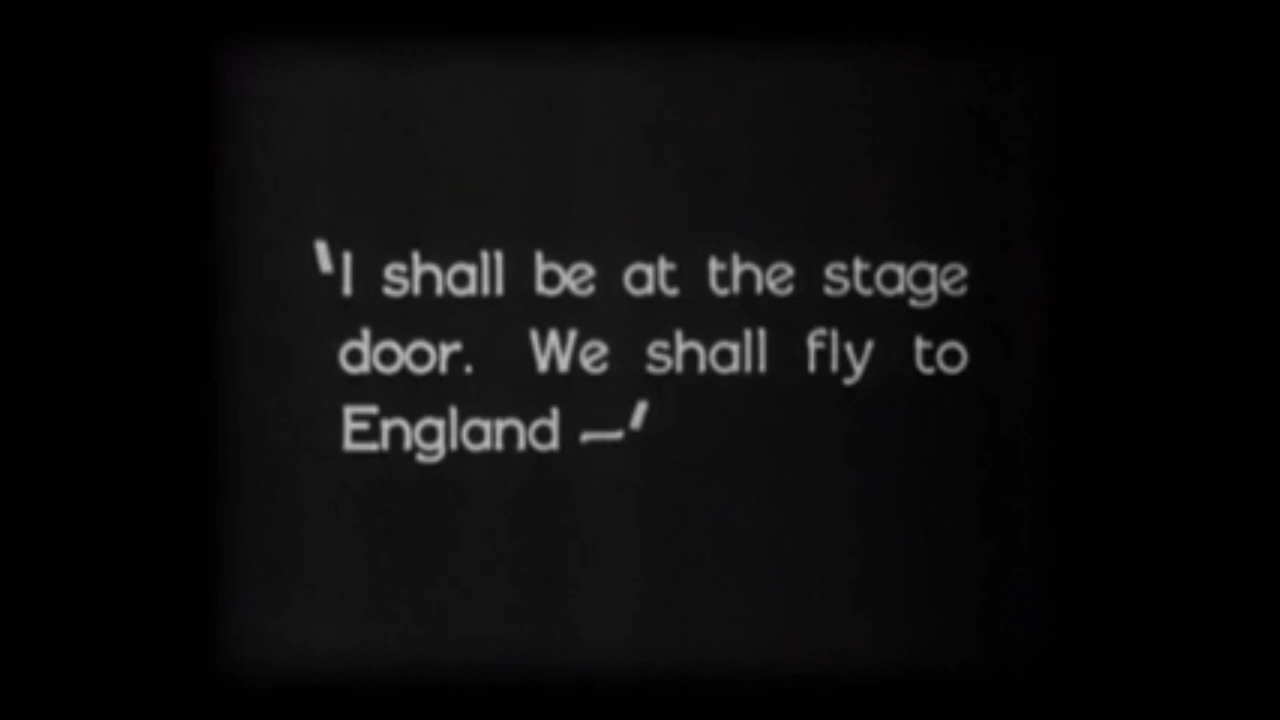 'I shall be at the stage
door. We shall fly to
England —'